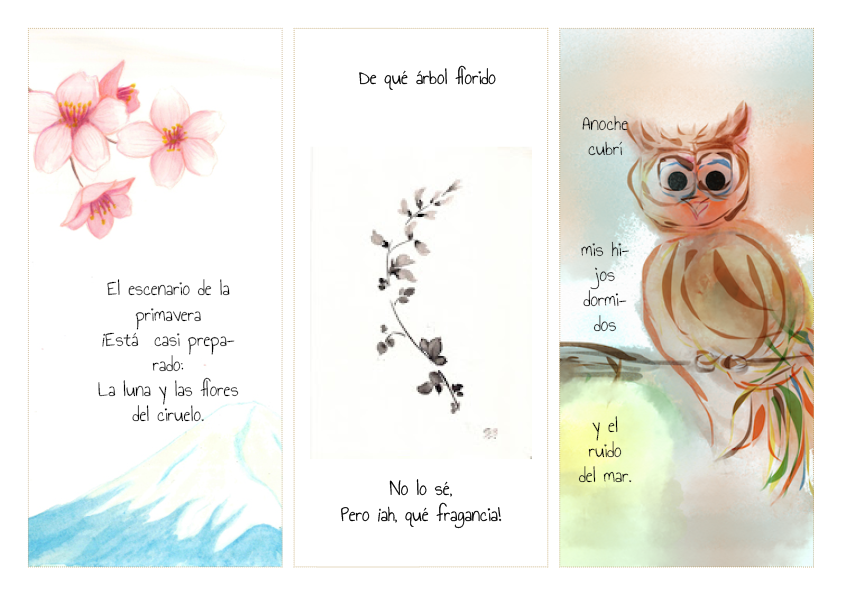 El escenario de la
primavera
¡Está casi prepa-
rado:
La luna y las flores
del ciruelo.
De qué árbol florido
No lo sé,
Pero ¡ah, qué fragancia!
Anoche
cubrí
mis hi-
jos
dormi-
dos
y el
ruido
del mar.